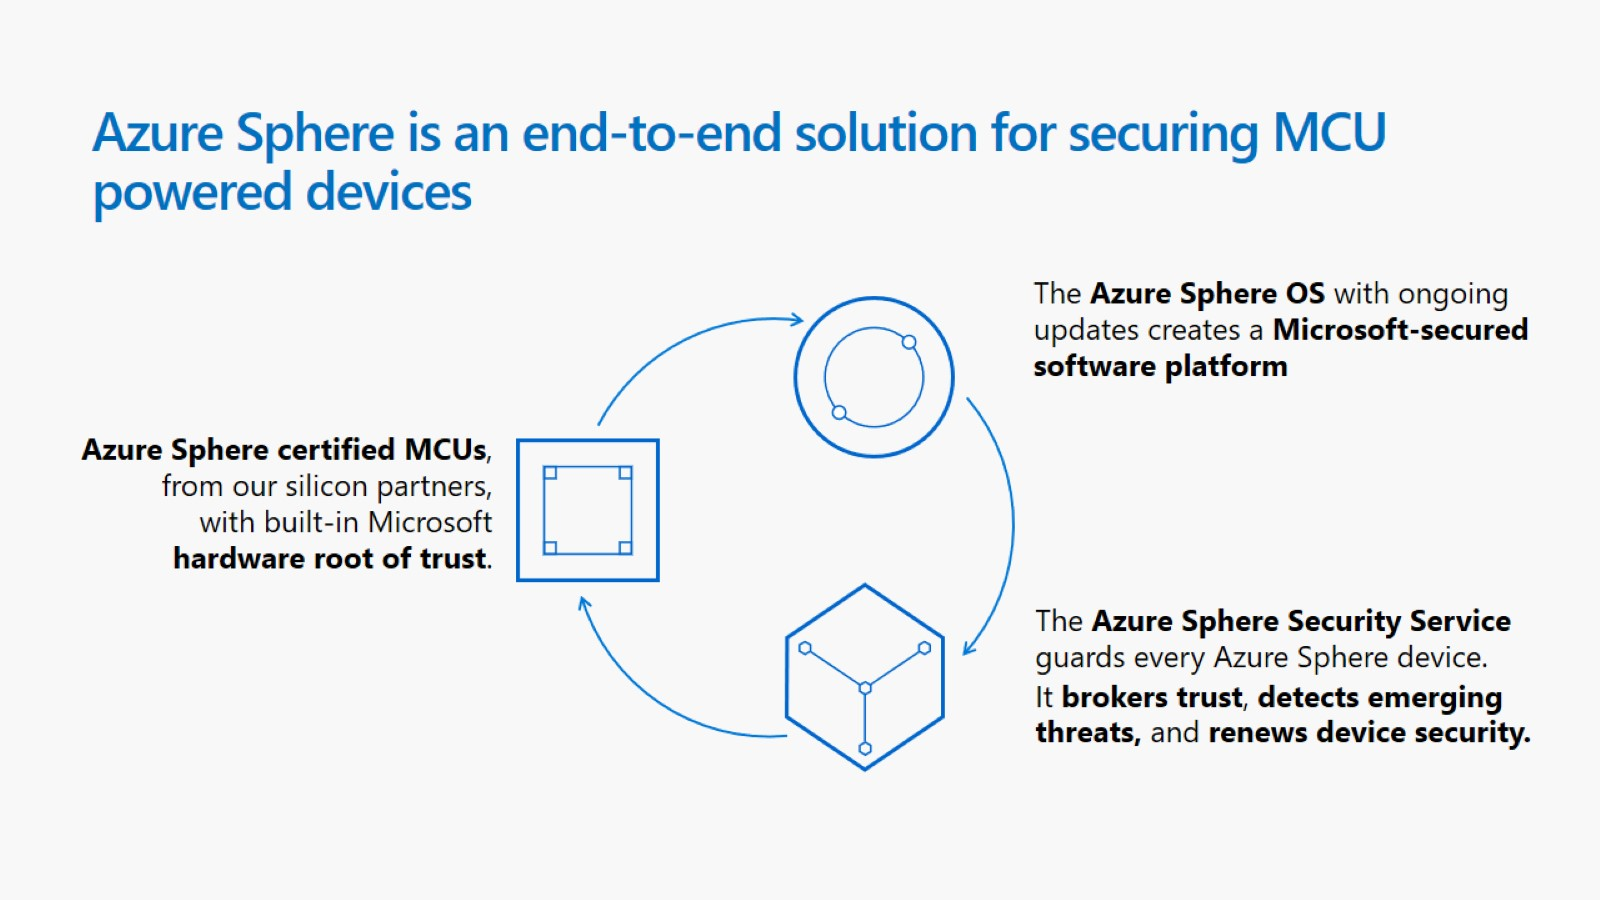 Azure Sphere is an end-to-end solution for securing MCU
powered devices
The Azure Sphere OS with ongoing
updates creates a Microsoft-secured
software platform
Azure Sphere certified MCUs,
from our silicon partners,
with built-in Microsoft
hardware root of trust.
The Azure Sphere Security Service
guards every Azure Sphere device.
It brokers trust, detects emerging
threats, and renews device security.